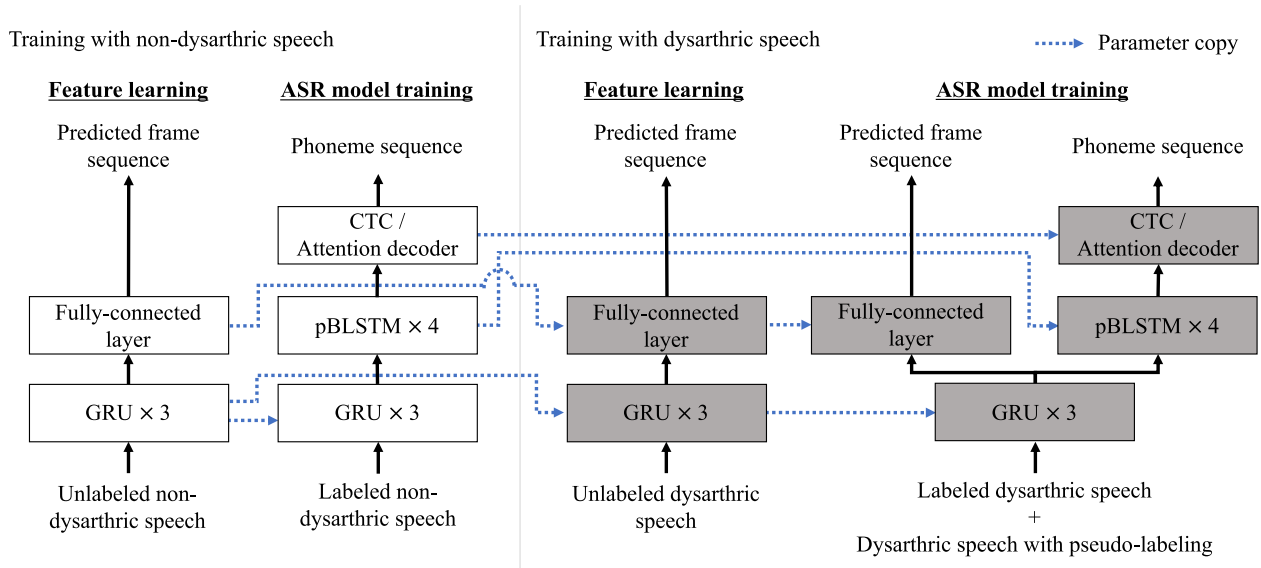 Training with non-dysarthric speech
Feature learning
ASR model training
Predicted frame
sequence
Phoneme sequence
CTC /
Attention decoder
Fully-connected
layer
pBLSTM × 4
GRU × 3
GRU × 3
Unlabeled non-
dysarthric speech
Labeled non-
dysarthric speech
Training with dysarthric speech
Parameter copy
Feature learning
ASR model training
Predicted frame
sequence
Predicted frame
sequence
Phoneme sequence
CTC /
Attention decoder
Fully-connected
layer
Fully-connected
layer
pBLSTM × 4
GRU × 3
GRU × 3
Unlabeled dysarthric
speech
Labeled dysarthric speech
+
Dysarthric speech with pseudo-labeling